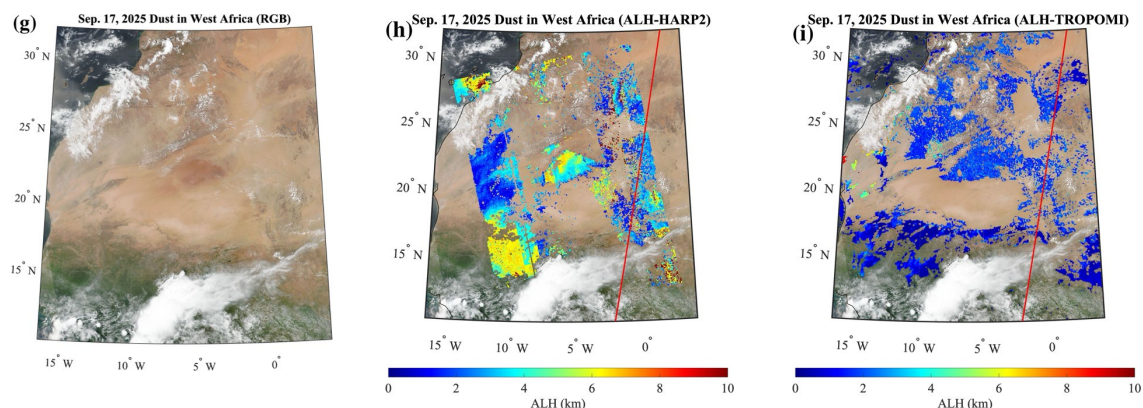 (g)
Sep. 17, 2025 Dust in West Africa (RGB)
30° N
25° N
20° N
15° N
15° W
10° W
5° W
0°
(h)
Sep. 17, 2025 Dust in West Africa (ALH-HARP2)
30° N
25° N
20° N
15° N
15° W
10° W
5° W
0°
0 2 4 6 8 10
ALH (km)
(i)
Sep. 17, 2025 Dust in West Africa (ALH-TROPOMI)
30° N
25° N
20° N
15° N
15° W
10° W
5° W
0°
0 2 4 6 8 10
ALH (km)